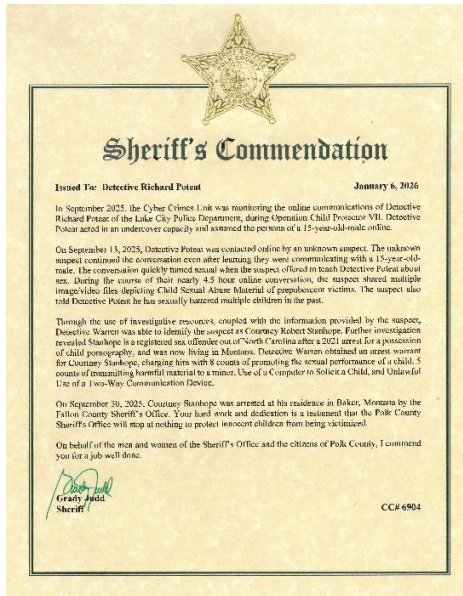 Sheriff's Commendation
Issued To: Detective Richard Poteat January 6, 2026
In September 2025, the Cyber Crimes Unit was monitoring the online communications of Detective
Richard Poteat of the Lake City Police Department, during Operation Child Protector VII. Detective
Poteat acted in an undercover capacity and assumed the persona of a 15-year-old-male online.
On September 13, 2025, Detective Poteat was contacted online by an unknown suspect. The unknown
suspect continued the conversation even after learning they were communicating with a 15-year-old-
male. The conversation quickly turned sexual when the suspect offered to teach Detective Poteat about
sex. During the course of their nearly 4.5 hour online conversation, the suspect shared multiple
image/video files depicting Child Sexual Abuse Material of prepubescent victims. The suspect also
told Detective Poteat he has sexually battered multiple children in the past.
Through the use of investigative resources, coupled with the information provided by the suspect,
Detective Warren was able to identify the suspect as Courtney Robert Stanhope. Further investigation
revealed Stanhope is a registered sex offender out of North Carolina after a 2021 arrest for a
possession of child pornography, and was now living in Montana. Detective Warren obtained an arrest warrant
for Courtney Stanhope, charging him with 8 counts of promoting the sexual performance of a child, 5
counts of transmitting harmful material to a minor, Use of a Computer to Solicit a Child, and Unlawful
Use of a Two-Way Communication Device.
On September 30, 2025, Courtney Stanhope was arrested at his residence in Baker, Montana by the
Fallon County Sheriff's Office. Your hard work and dedication is a testament that the Polk County
Sheriff's Office will stop at nothing to protect innocent children from being victimized.
On behalf of the men and women of the Sheriff's Office and the citizens of Polk County, I commend
you for a job well done.
Grady Judd
Sheriff CC# 6904